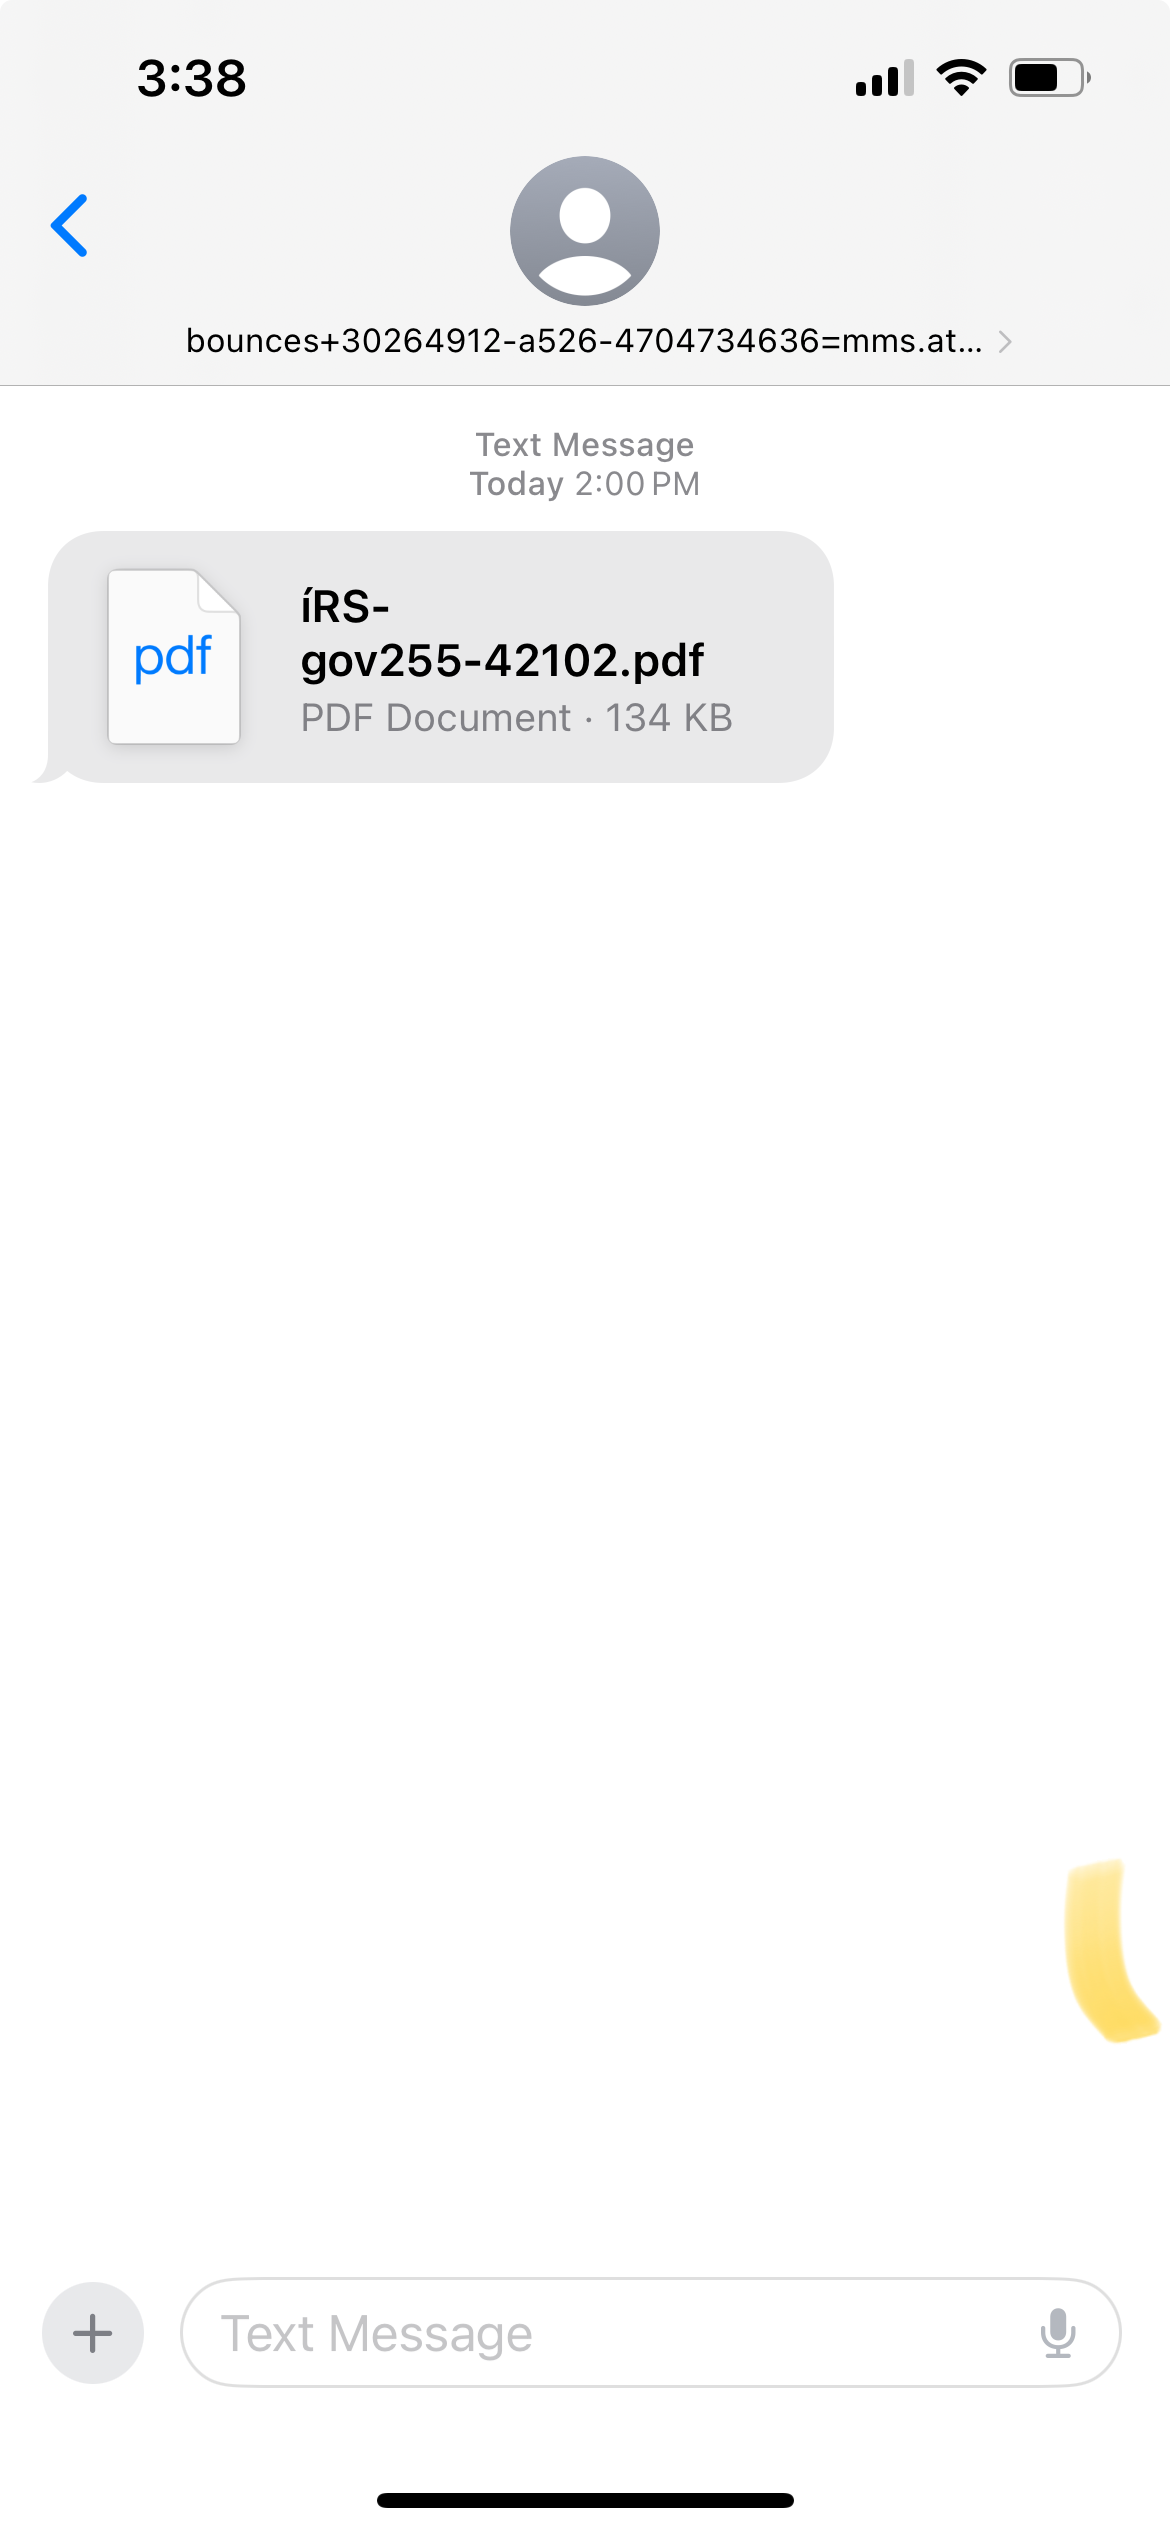 3:38
bounces+30264912-a526-4704734636=mms.at...
Text Message
Today 2:00 PM
pdf
íRS-
gov255-42102.pdf
PDF Document · 134 KB
Text Message